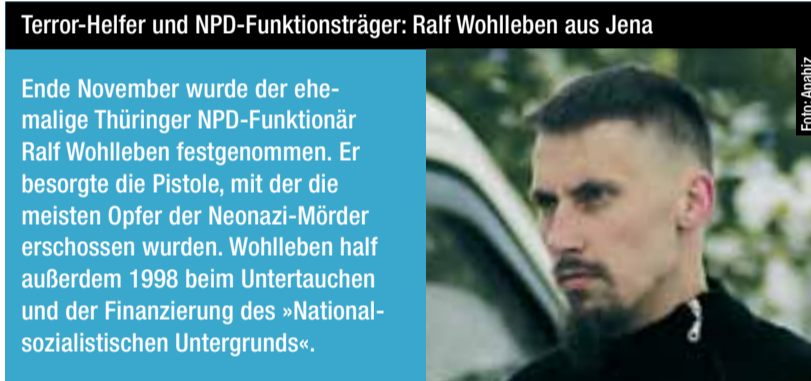 Terror-Helfer und NPD-Funktionsträger: Ralf Wohlleben aus Jena
Ende November wurde der ehe-
malige Thüringer NPD-Funktionär
Ralf Wohlleben festgenommen. Er
besorgte die Pistole, mit der die
meisten Opfer der Neonazi-Mörder
erschossen wurden. Wohlleben half
außerdem 1998 beim Untertauchen
und der Finanzierung des »National-
sozialistischen Untergrunds«.
Foto: Apabiz